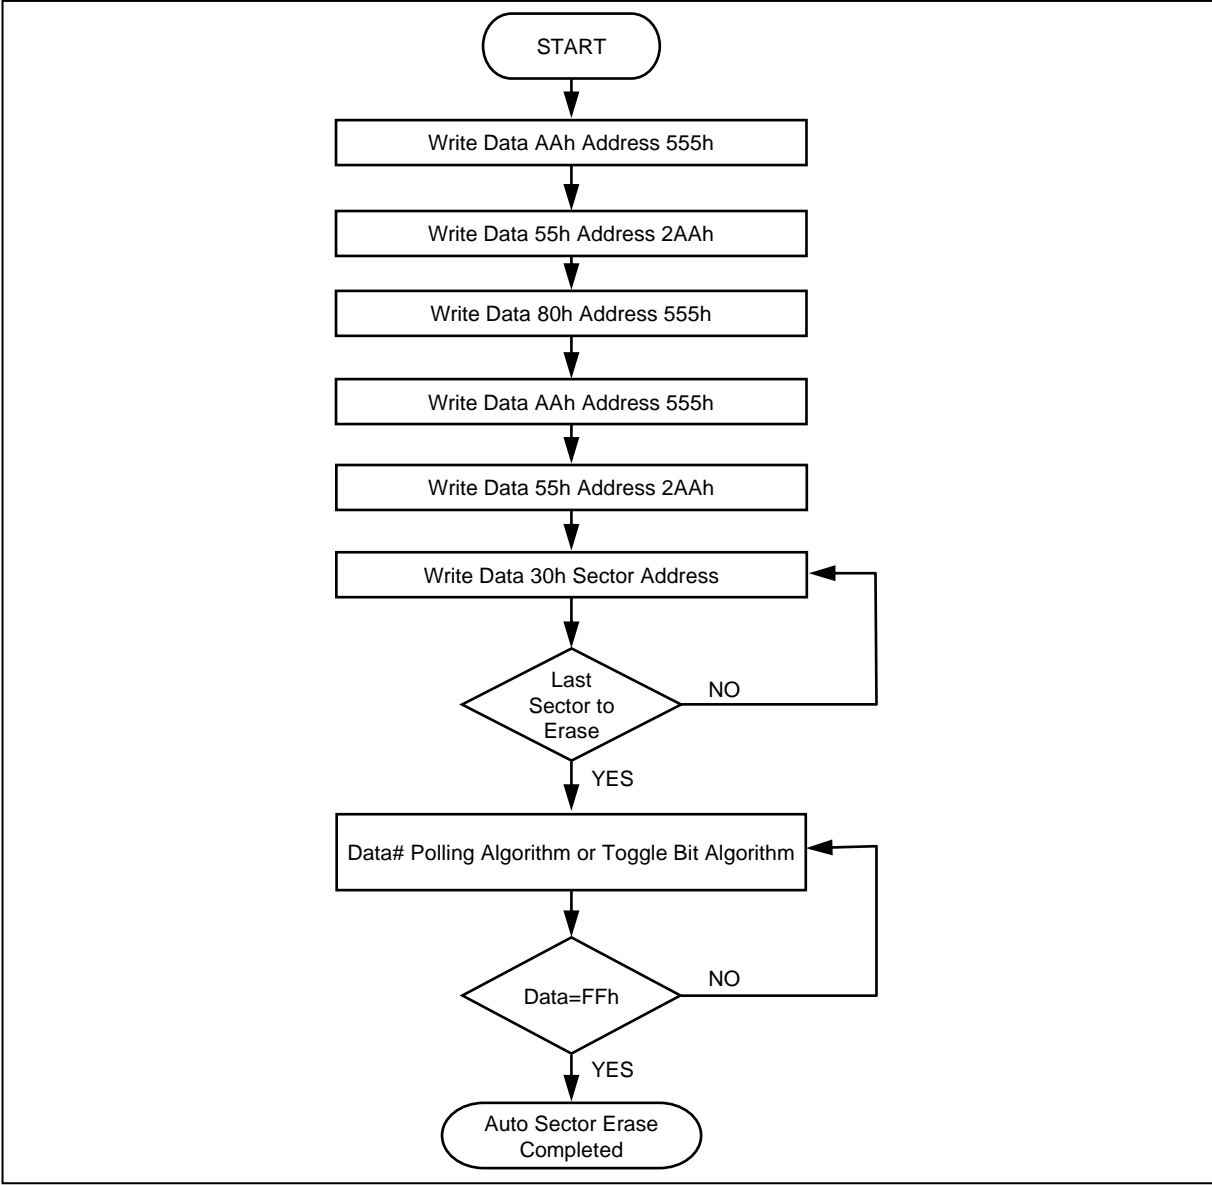 START
Write Data AAh Address 555h
Write Data 55h Address 2AAh
Write Data 80h Address 555h
Write Data AAh Address 555h
Write Data 55h Address 2AAh
Write Data 30h Sector Address
Last
Sector to
Erase
NO
YES
Data# Polling Algorithm or Toggle Bit Algorithm
Data=FFh
NO
YES
Auto Sector Erase
Completed